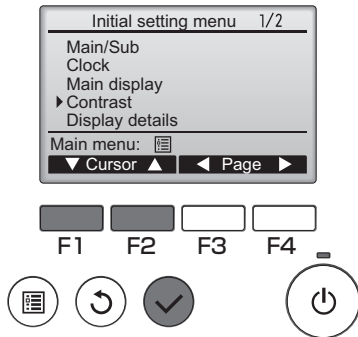 Initial setting menu 1/2
Main/Sub
Clock
Main display
Contrast
Display details
Main menu:
▼ Cursor ▲ ◀ Page ▶
F1 F2 F3 F4